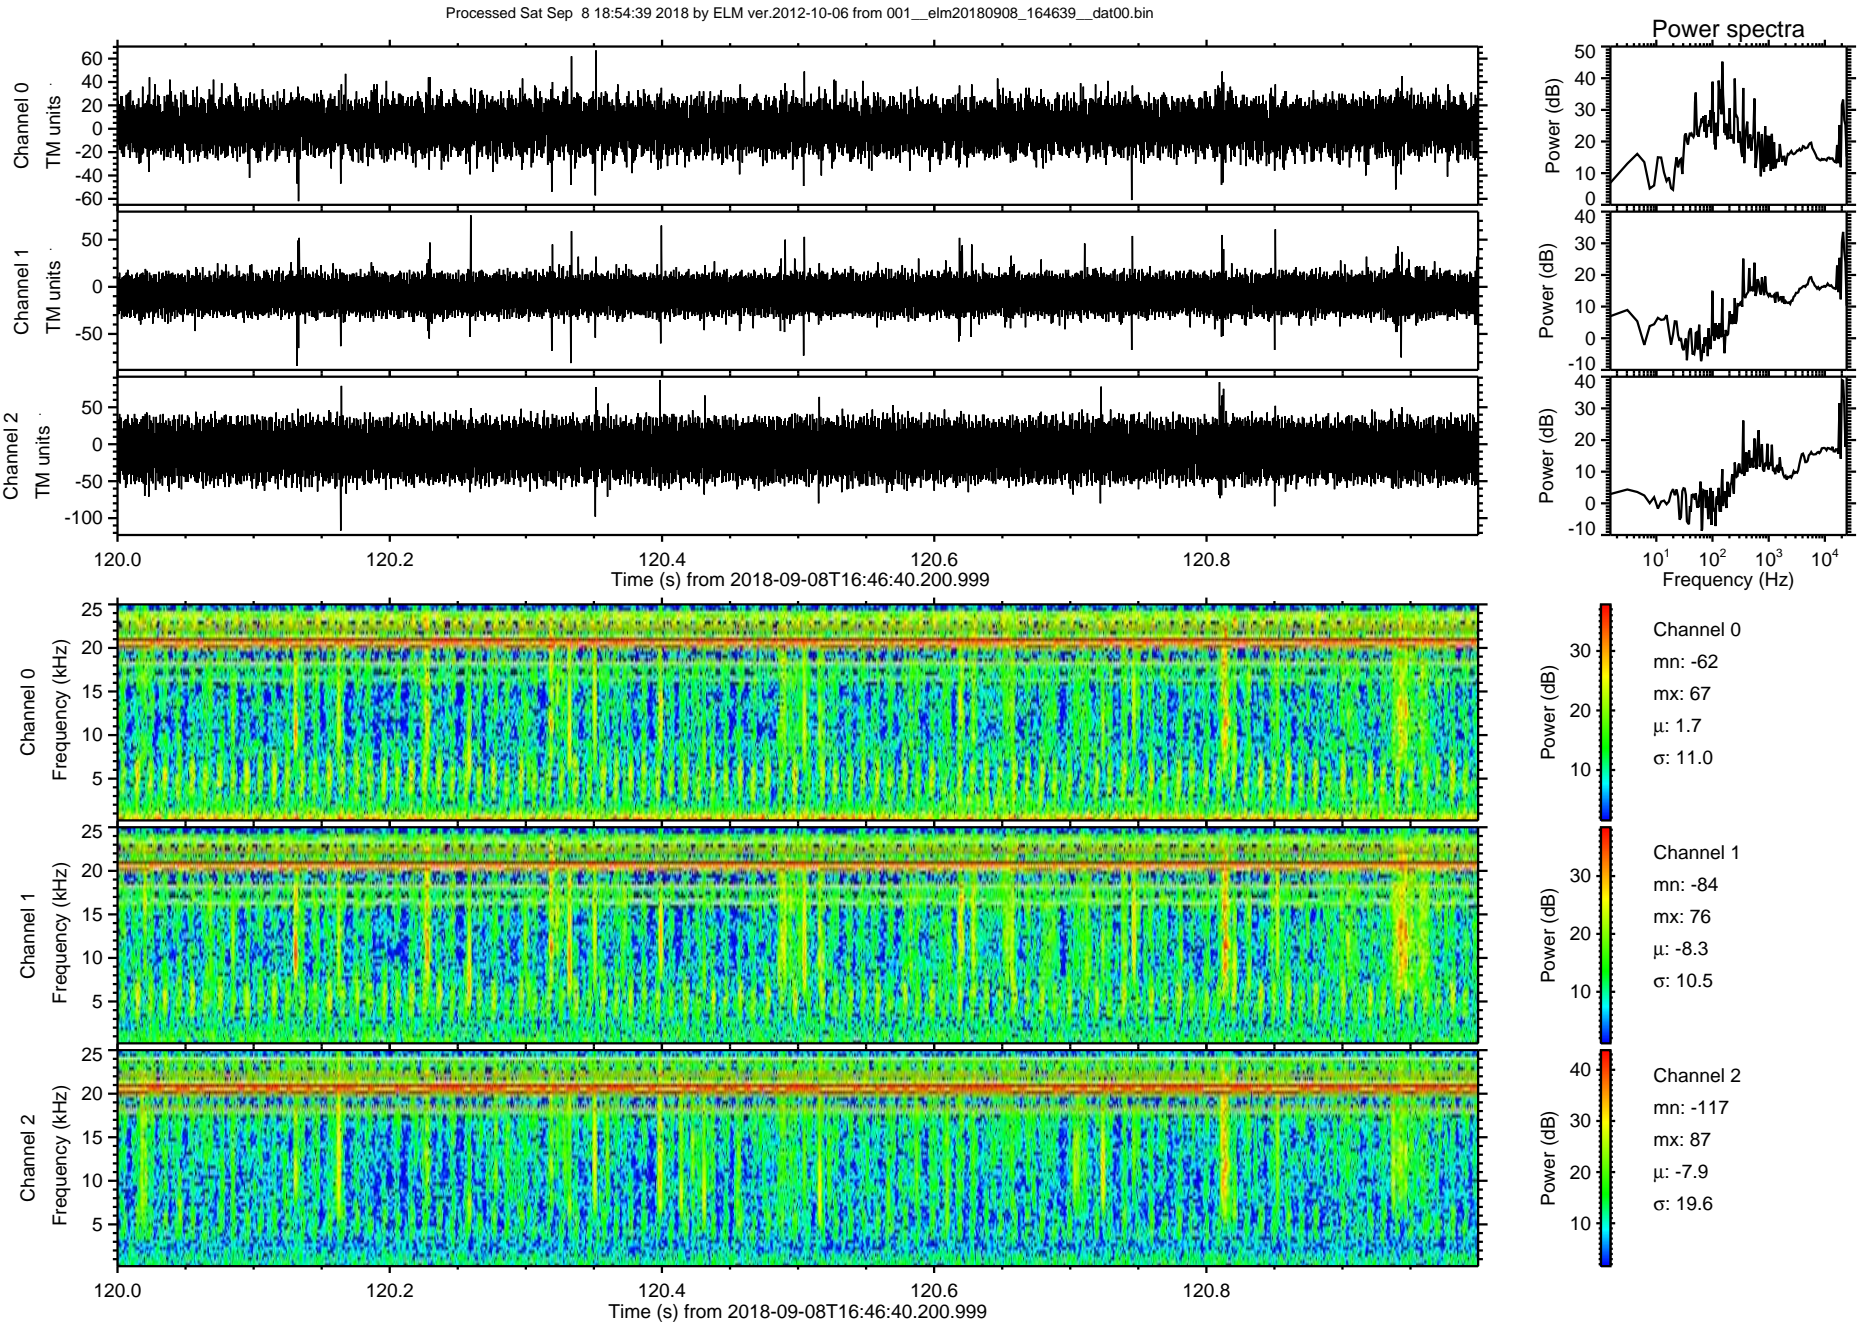 Processed Sat Sep  8 18:54:39 2018 by ELM ver.2012-10-06 from 001__elm20180908_164639__dat00.bin
Power spectra
Channel 0
TM units
60
40
20
0
-20
-40
-60
Power (dB)
50
40
30
20
10
0
Channel 1
TM units
50
0
-50
Power (dB)
40
30
20
10
0
-10
Channel 2
TM units
50
0
-50
-100
Power (dB)
40
30
20
10
0
-10
120.0 120.2 120.4 120.6 120.8
Time (s) from 2018-09-08T16:46:40.200.999
10¹ 10² 10³ 10⁴
Frequency (Hz)
Channel 0
Frequency (kHz)
25
20
15
10
5
Power (dB)
30
20
10
Channel 0
mn: -62
mx: 67
μ: 1.7
σ: 11.0
Channel 1
Frequency (kHz)
25
20
15
10
5
Power (dB)
30
20
10
Channel 1
mn: -84
mx: 76
μ: -8.3
σ: 10.5
Channel 2
Frequency (kHz)
25
20
15
10
5
Power (dB)
40
30
20
10
Channel 2
mn: -117
mx: 87
μ: -7.9
σ: 19.6
120.0 120.2 120.4 120.6 120.8
Time (s) from 2018-09-08T16:46:40.200.999